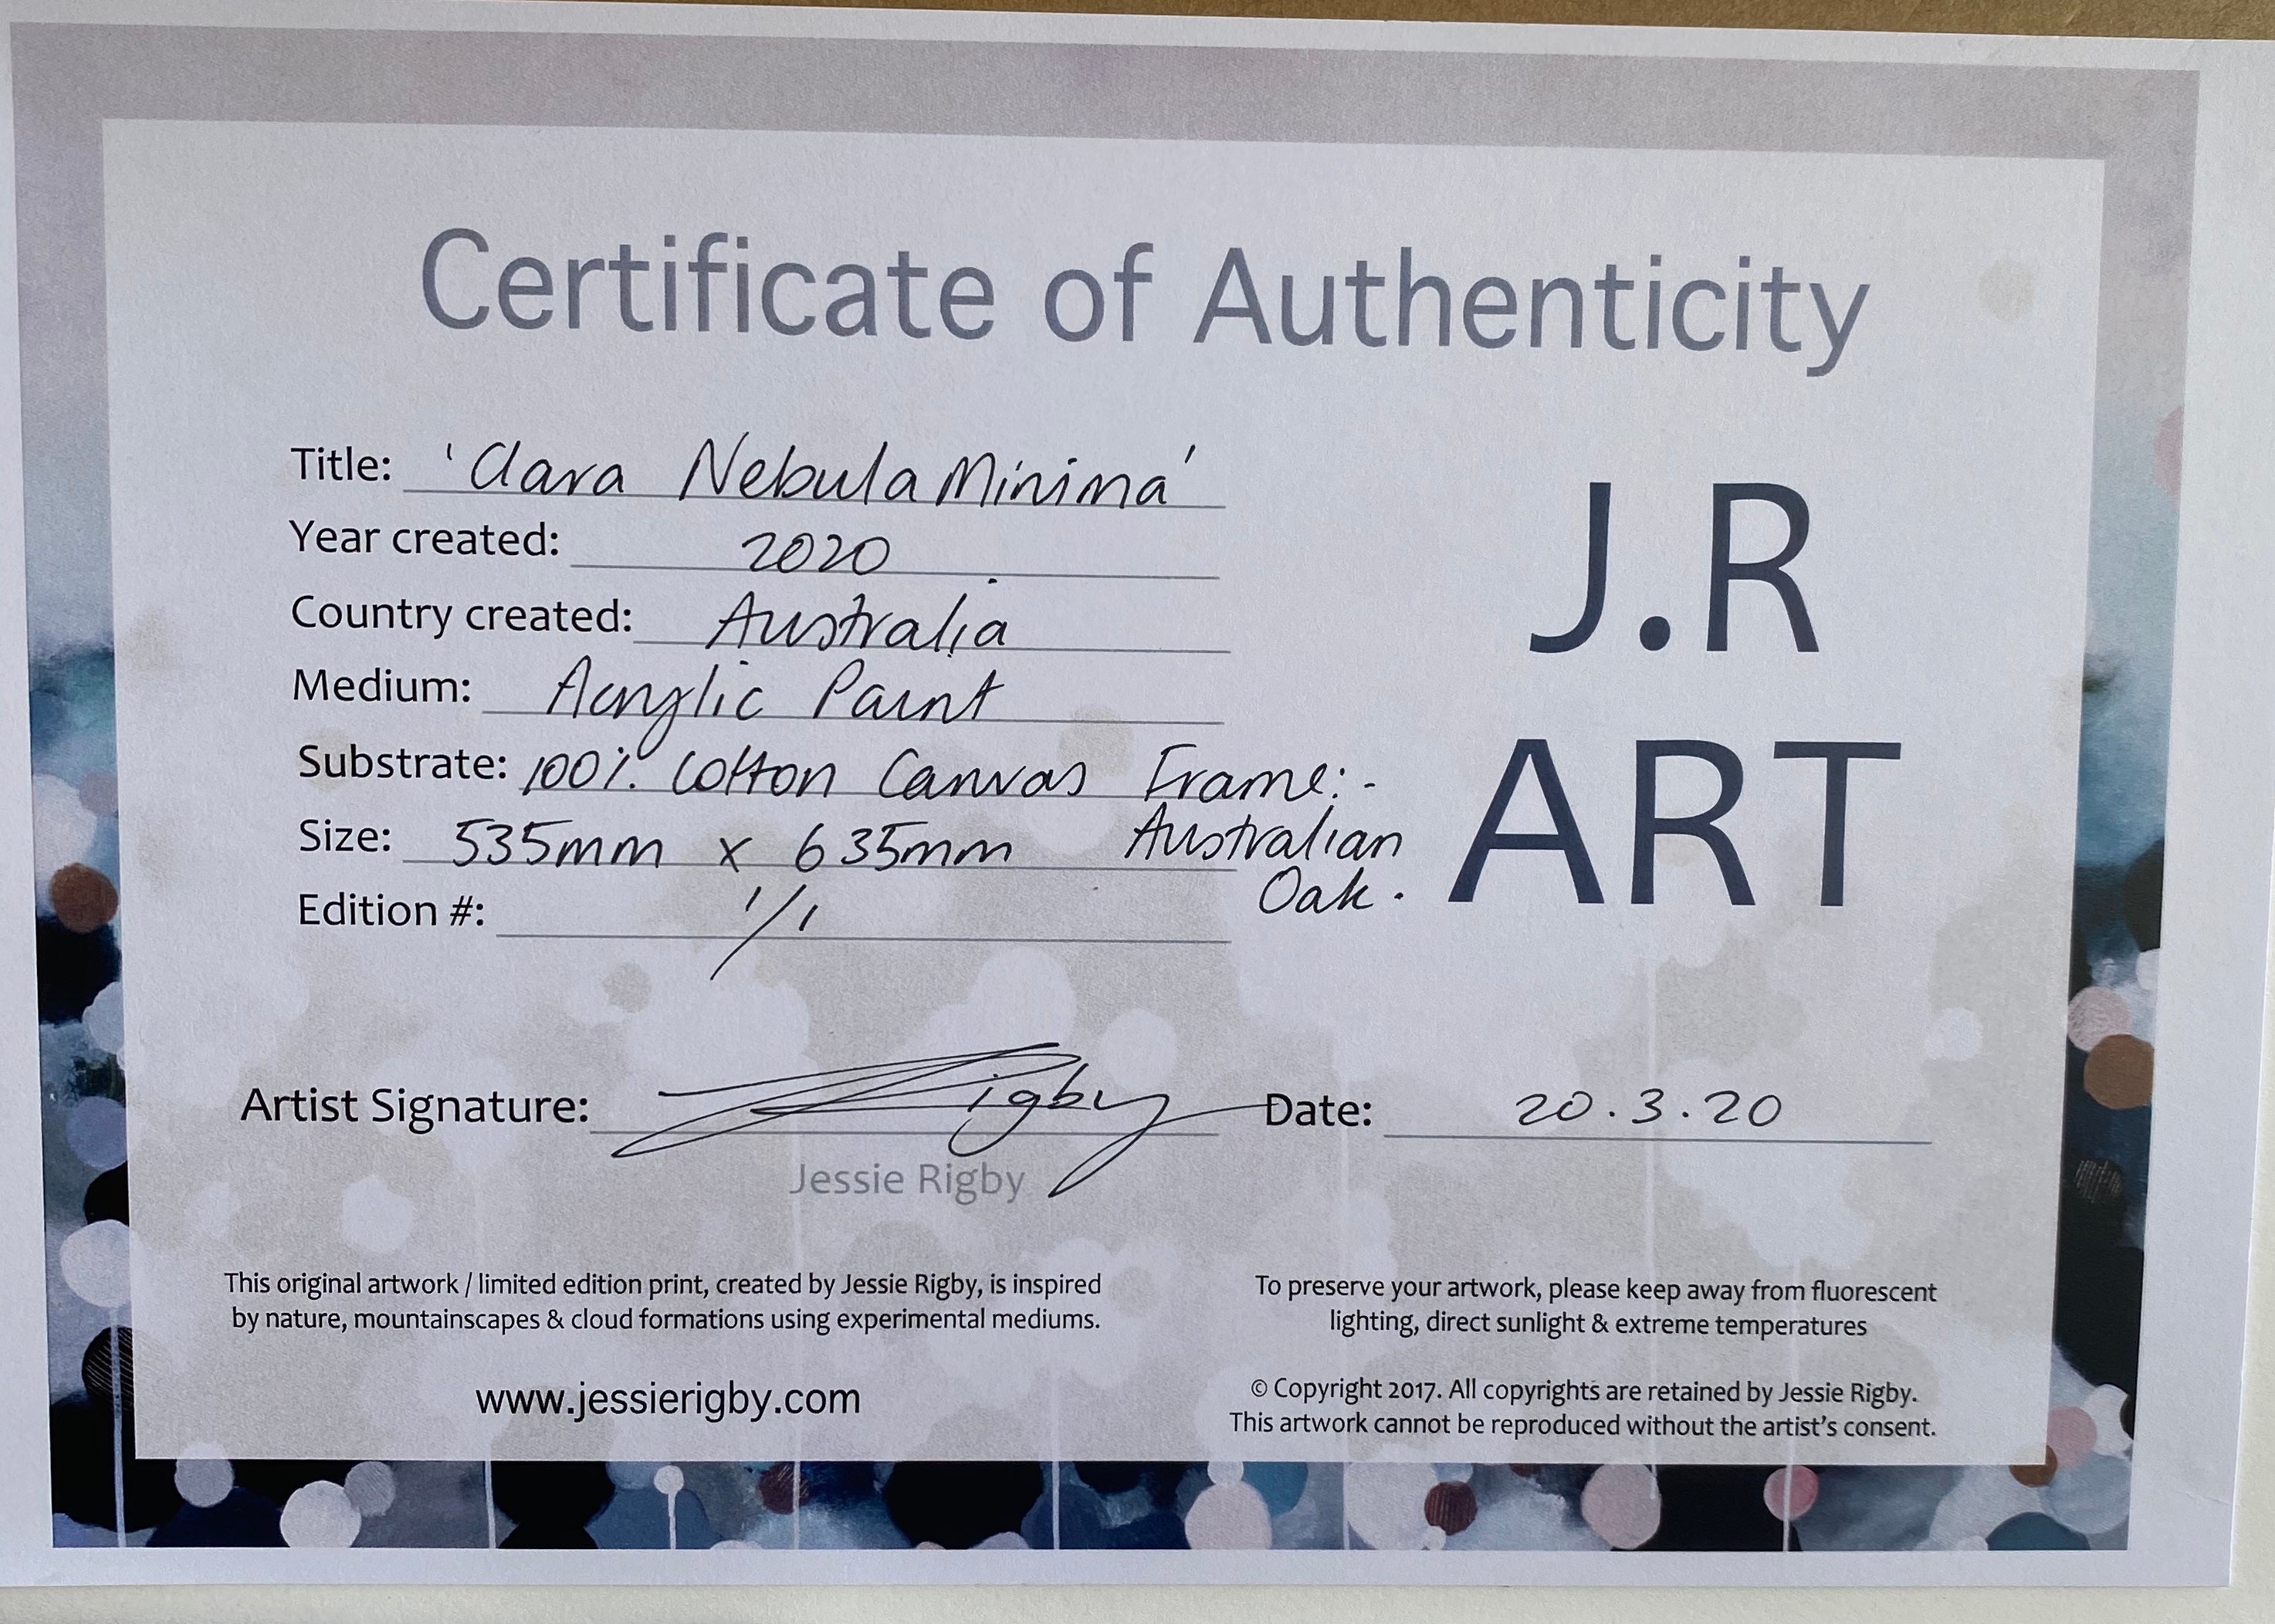 Certificate of Authenticity
Title: 'Clara Nebula Minima'
Year created: 2020
Country created: Australia
Medium: Acrylic Paint
Substrate: 100% Cotton Canvas Frame:-
Size: 535mm x 635mm Australian
Oak.
Edition #: 1/1
J.R
ART
Artist Signature: Rigby Date: 20.3.20
Jessie Rigby
This original artwork / limited edition print, created by Jessie Rigby, is inspired
by nature, mountainscapes & cloud formations using experimental mediums.
www.jessierigby.com
To preserve your artwork, please keep away from fluorescent
lighting, direct sunlight & extreme temperatures
© Copyright 2017. All copyrights are retained by Jessie Rigby.
This artwork cannot be reproduced without the artist's consent.